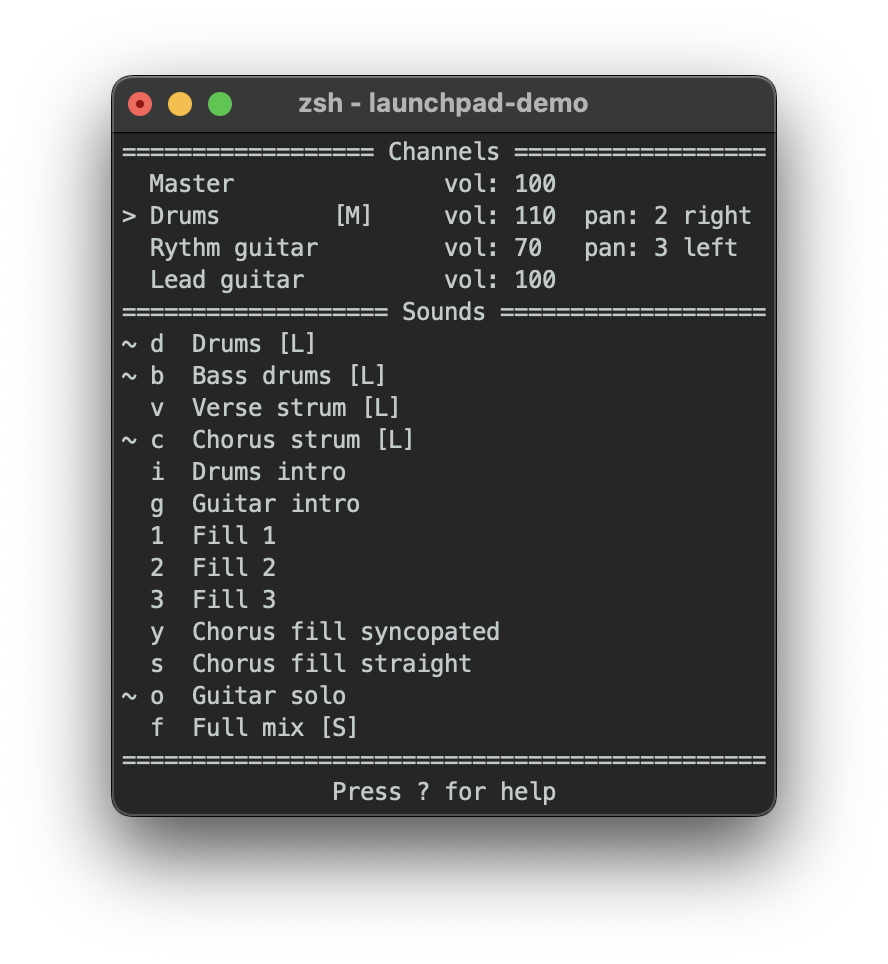 zsh - launchpad-demo
================== Channels ==================
  Master               vol: 100
> Drums        [M]     vol: 110  pan: 2 right
  Rythm guitar         vol: 70   pan: 3 left
  Lead guitar          vol: 100
=================== Sounds ===================
~ d  Drums [L]
~ b  Bass drums [L]
  v  Verse strum [L]
~ c  Chorus strum [L]
  i  Drums intro
  g  Guitar intro
  1  Fill 1
  2  Fill 2
  3  Fill 3
  y  Chorus fill syncopated
  s  Chorus fill straight
~ o  Guitar solo
  f  Full mix [S]
==============================================
               Press ? for help